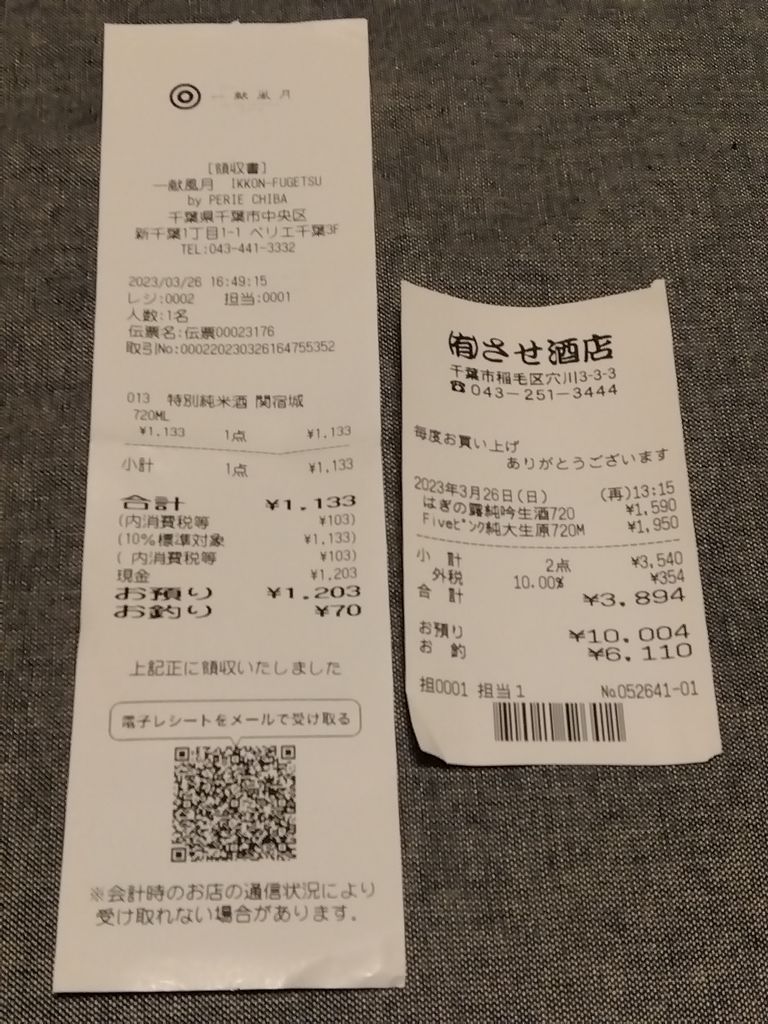 一献風月
[領収書]
一献風月 IKKON-FUGETSU
by PERIE CHIBA
千葉県千葉市中央区
新千葉1丁目1-1 ペリエ千葉3F
TEL:043-441-3332
2023/03/26 16:49:15
レジ:0002 担当:0001
人数:1名
伝票名:伝票00023176
取引No:000220230326164755352
013 特別純米酒 関宿城
720ML
¥1,133 1点 ¥1,133
小計 1点 ¥1,133
合計 ¥1,133
(内消費税等 ¥103)
(10%標準対象 ¥1,133)
( 内消費税等 ¥103)
現金 ¥1,203
お預り ¥1,203
お釣り ¥70
上記正に領収いたしました
電子レシートをメールで受け取る
※会計時のお店の通信状況により
受け取れない場合があります。
㈲させ酒店
千葉市稲毛区穴川3-3-3
☎043-251-3444
毎度お買い上げ
ありがとうございます
2023年3月26日(日) (再)13:15
はぎの露純吟生酒720 ¥1,590
Fiveピンク純大生原720M ¥1,950
小 計 2点 ¥3,540
外税 10.00% ¥354
合 計 ¥3,894
お預り ¥10,004
お 釣 ¥6,110
担0001 担当1 No052641-01